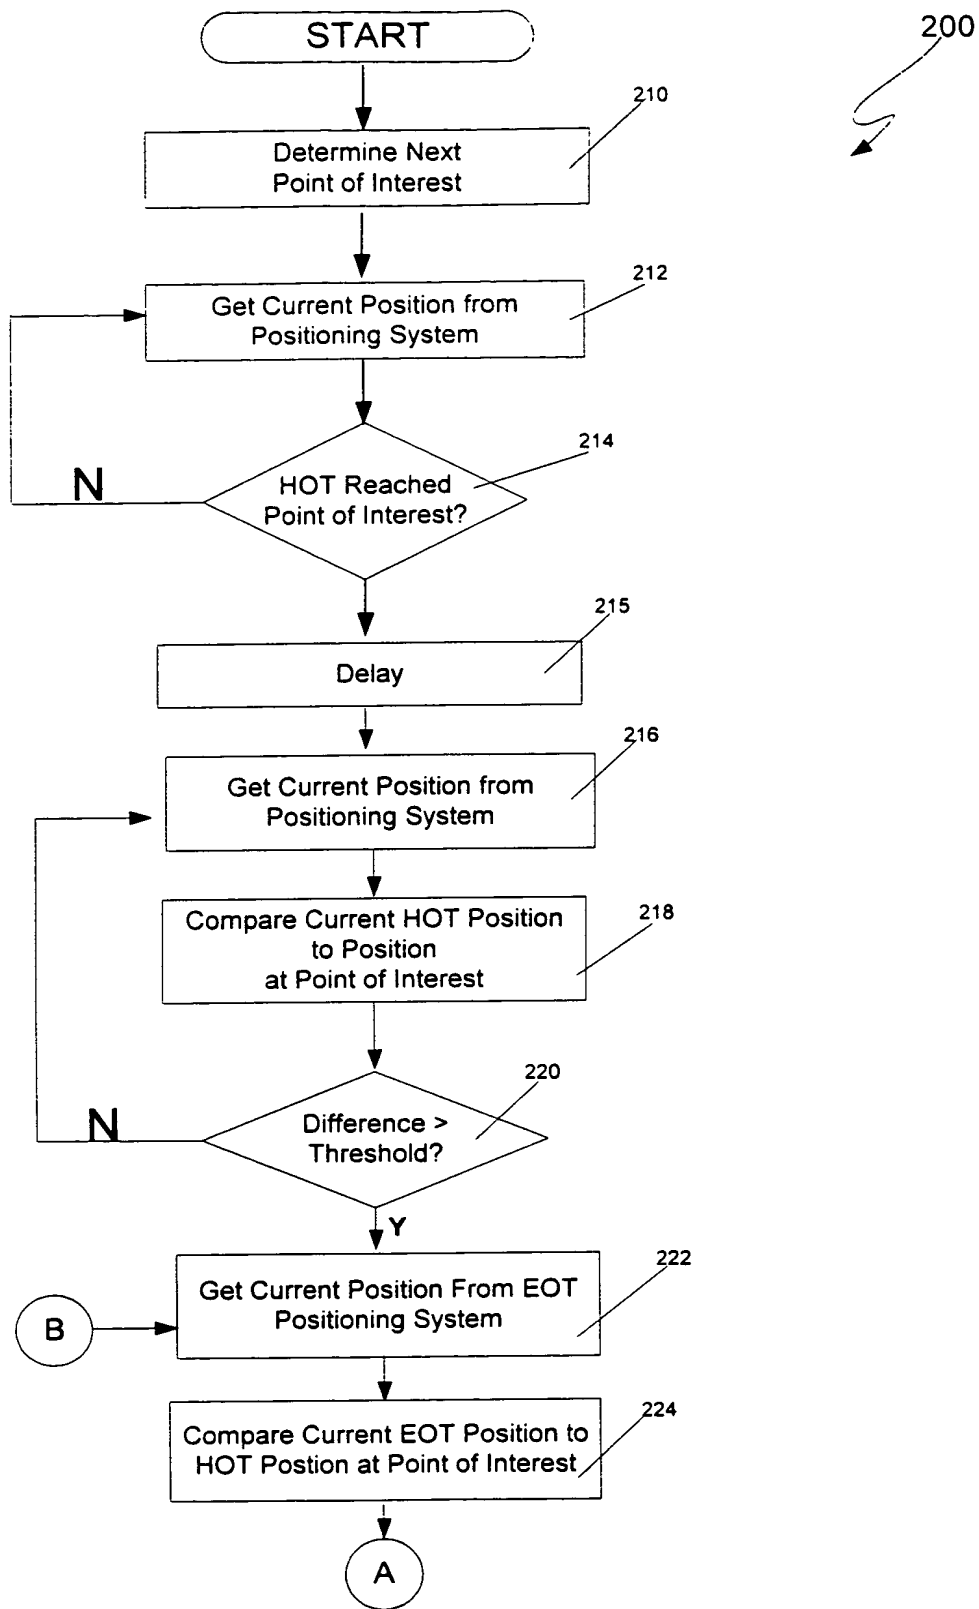 START
200
210
Determine Next
Point of Interest
212
Get Current Position from
Positioning System
214
N
HOT Reached
Point of Interest?
215
Delay
216
Get Current Position from
Positioning System
218
Compare Current HOT Position
to Position
at Point of Interest
220
N
Difference >
Threshold?
Y
222
Get Current Position From EOT
Positioning System
B
224
Compare Current EOT Position to
HOT Postion at Point of Interest
A